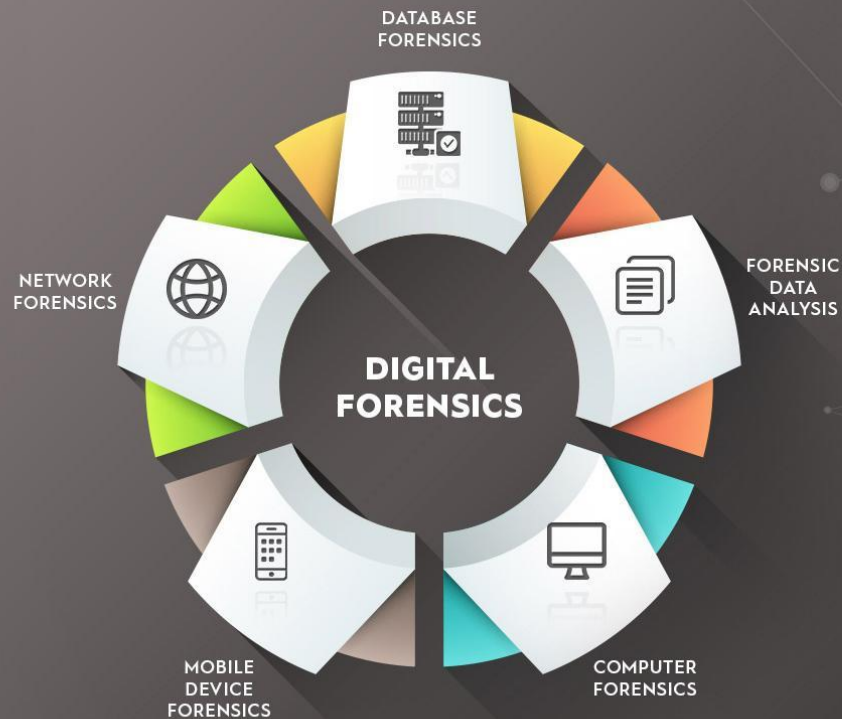 DATABASE
FORENSICS
NETWORK
FORENSICS
FORENSIC
DATA
ANALYSIS
DIGITAL
FORENSICS
MOBILE
DEVICE
FORENSICS
COMPUTER
FORENSICS